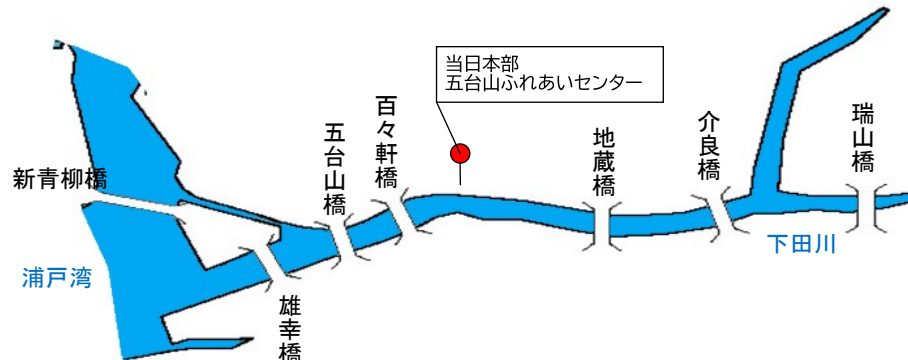 当日本部
五台山ふれあいセンター
新青柳橋
浦戸湾
雄幸橋
五台山橋
百々軒橋
地蔵橋
介良橋
瑞山橋
下田川